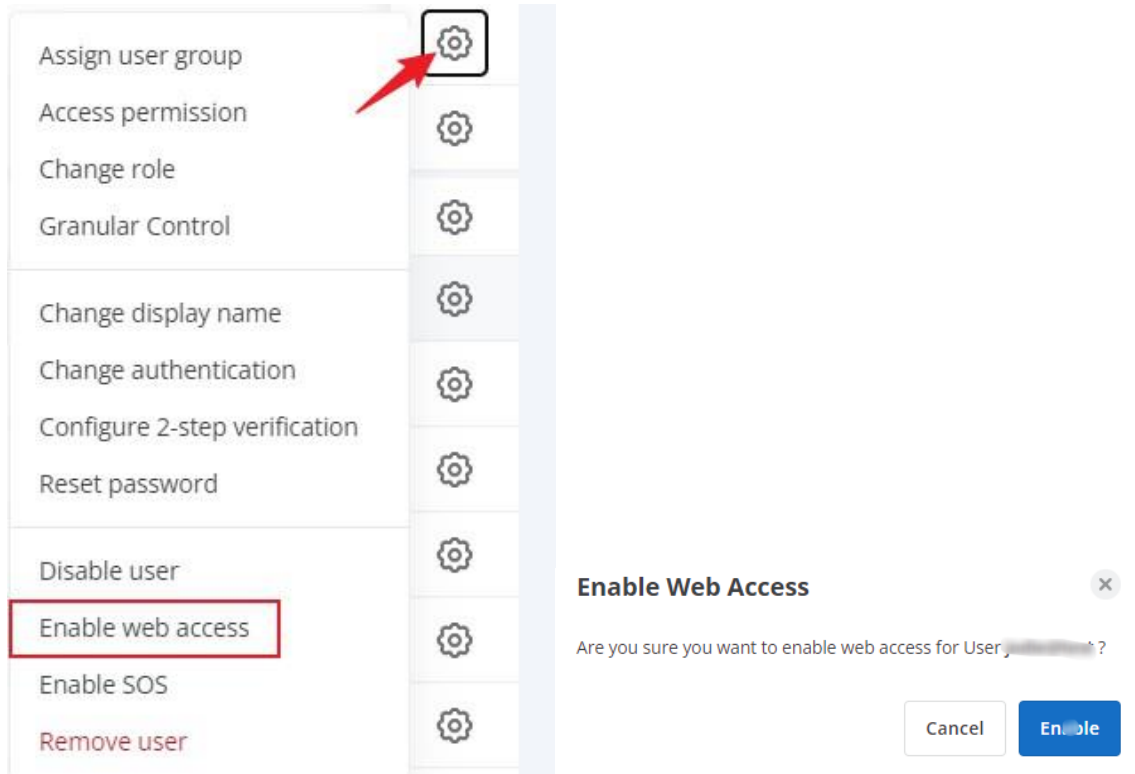 Assign user group
Access permission
Change role
Granular Control
Change display name
Change authentication
Configure 2-step verification
Reset password
Disable user
Enable web access
Enable SOS
Remove user
Enable Web Access
Are you sure you want to enable web access for User ?
Cancel
Enable